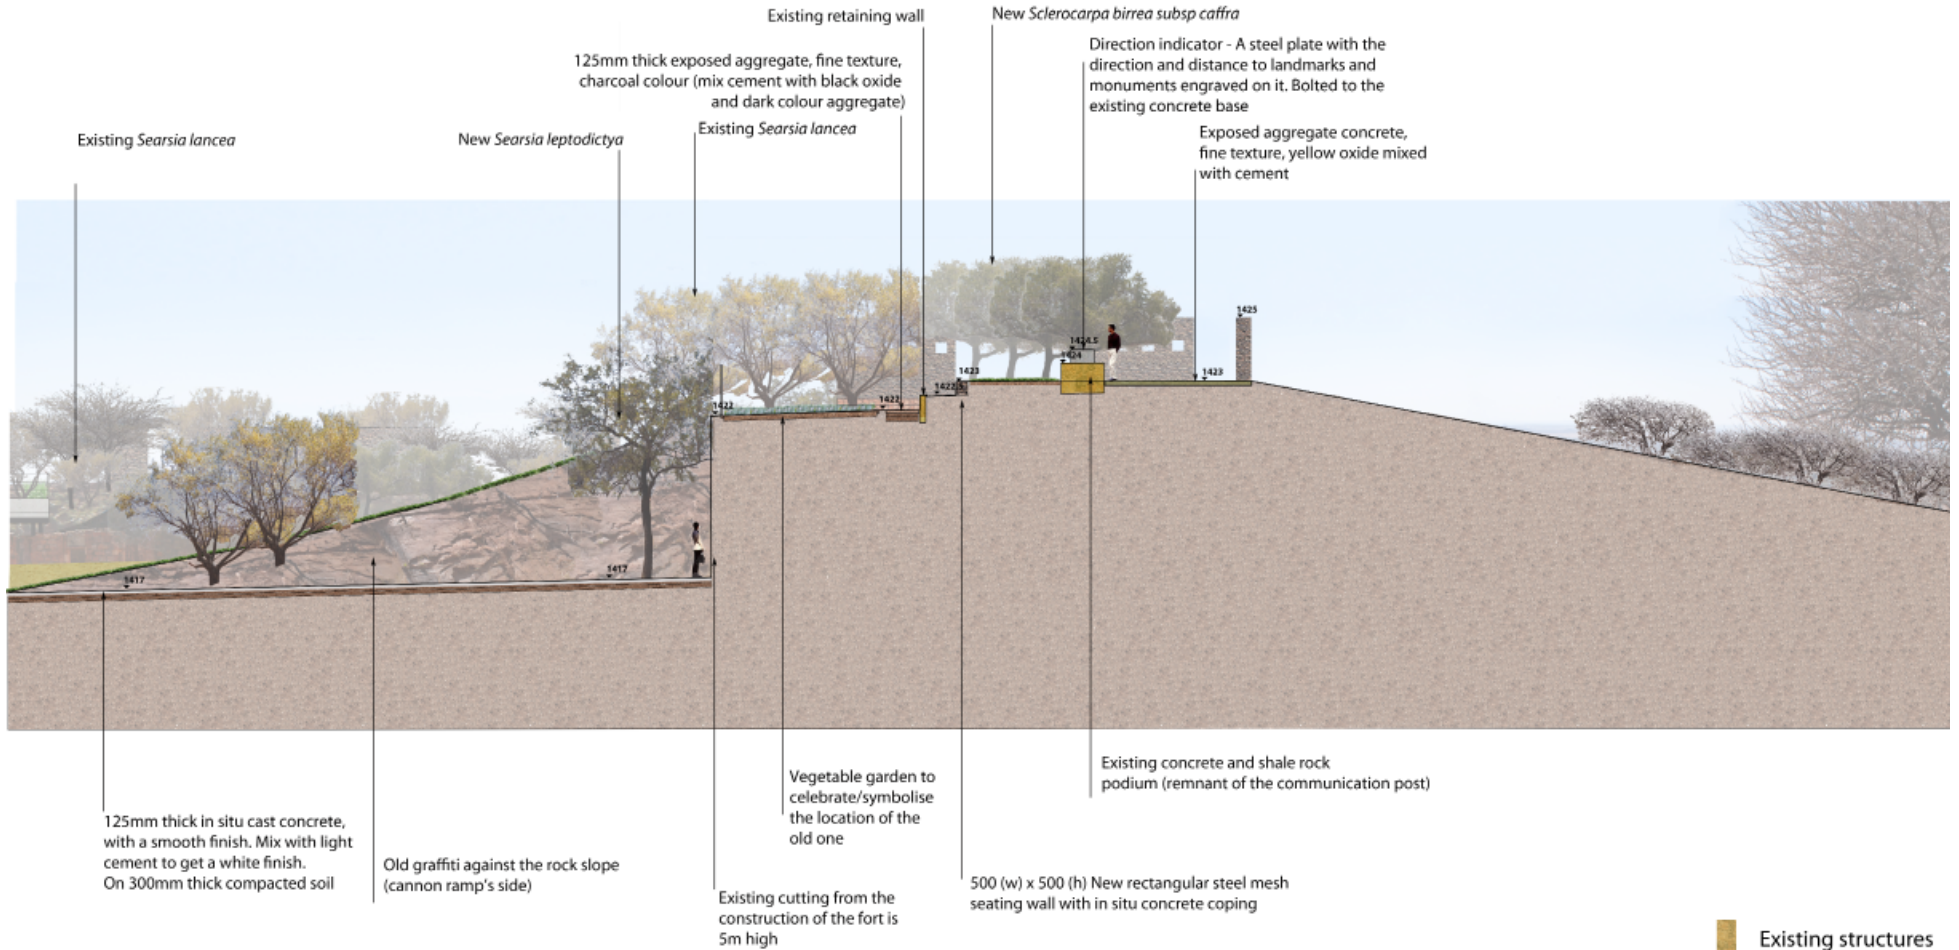 Existing retaining wall
New Sclerocarpa birrea subsp caffra
125mm thick exposed aggregate, fine texture,
charcoal colour (mix cement with black oxide
and dark colour aggregate)
Direction indicator - A steel plate with the
direction and distance to landmarks and
monuments engraved on it. Bolted to the
existing concrete base
Existing Searsia lancea
New Searsia leptodictya
Existing Searsia lancea
Exposed aggregate concrete,
fine texture, yellow oxide mixed
with cement
1425
1424.5
1424
1423
1423
1422.5
1422
1422
1417
1417
125mm thick in situ cast concrete,
with a smooth finish. Mix with light
cement to get a white finish.
On 300mm thick compacted soil
Old graffiti against the rock slope
(cannon ramp's side)
Existing cutting from the
construction of the fort is
5m high
Vegetable garden to
celebrate/symbolise
the location of the
old one
500 (w) x 500 (h) New rectangular steel mesh
seating wall with in situ concrete coping
Existing concrete and shale rock
podium (remnant of the communication post)
Existing structures